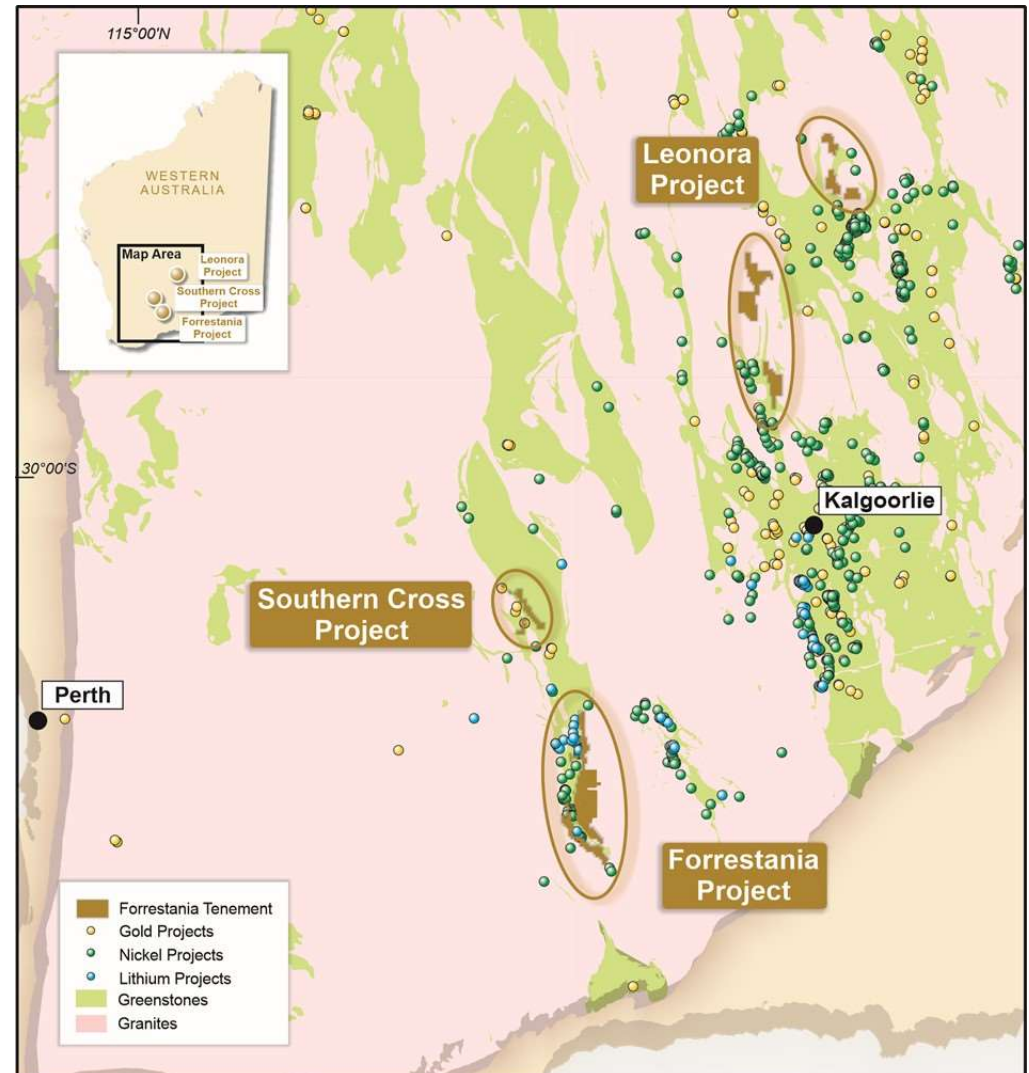 115°00'N
WESTERN
AUSTRALIA
Map Area
Leonora
Project
Southern Cross
Project
Forrestania
Project
Leonora
Project
30°00'S
Kalgoorlie
Southern Cross
Project
Perth
Forrestania
Project
Forrestania Tenement
Gold Projects
Nickel Projects
Lithium Projects
Greenstones
Granites